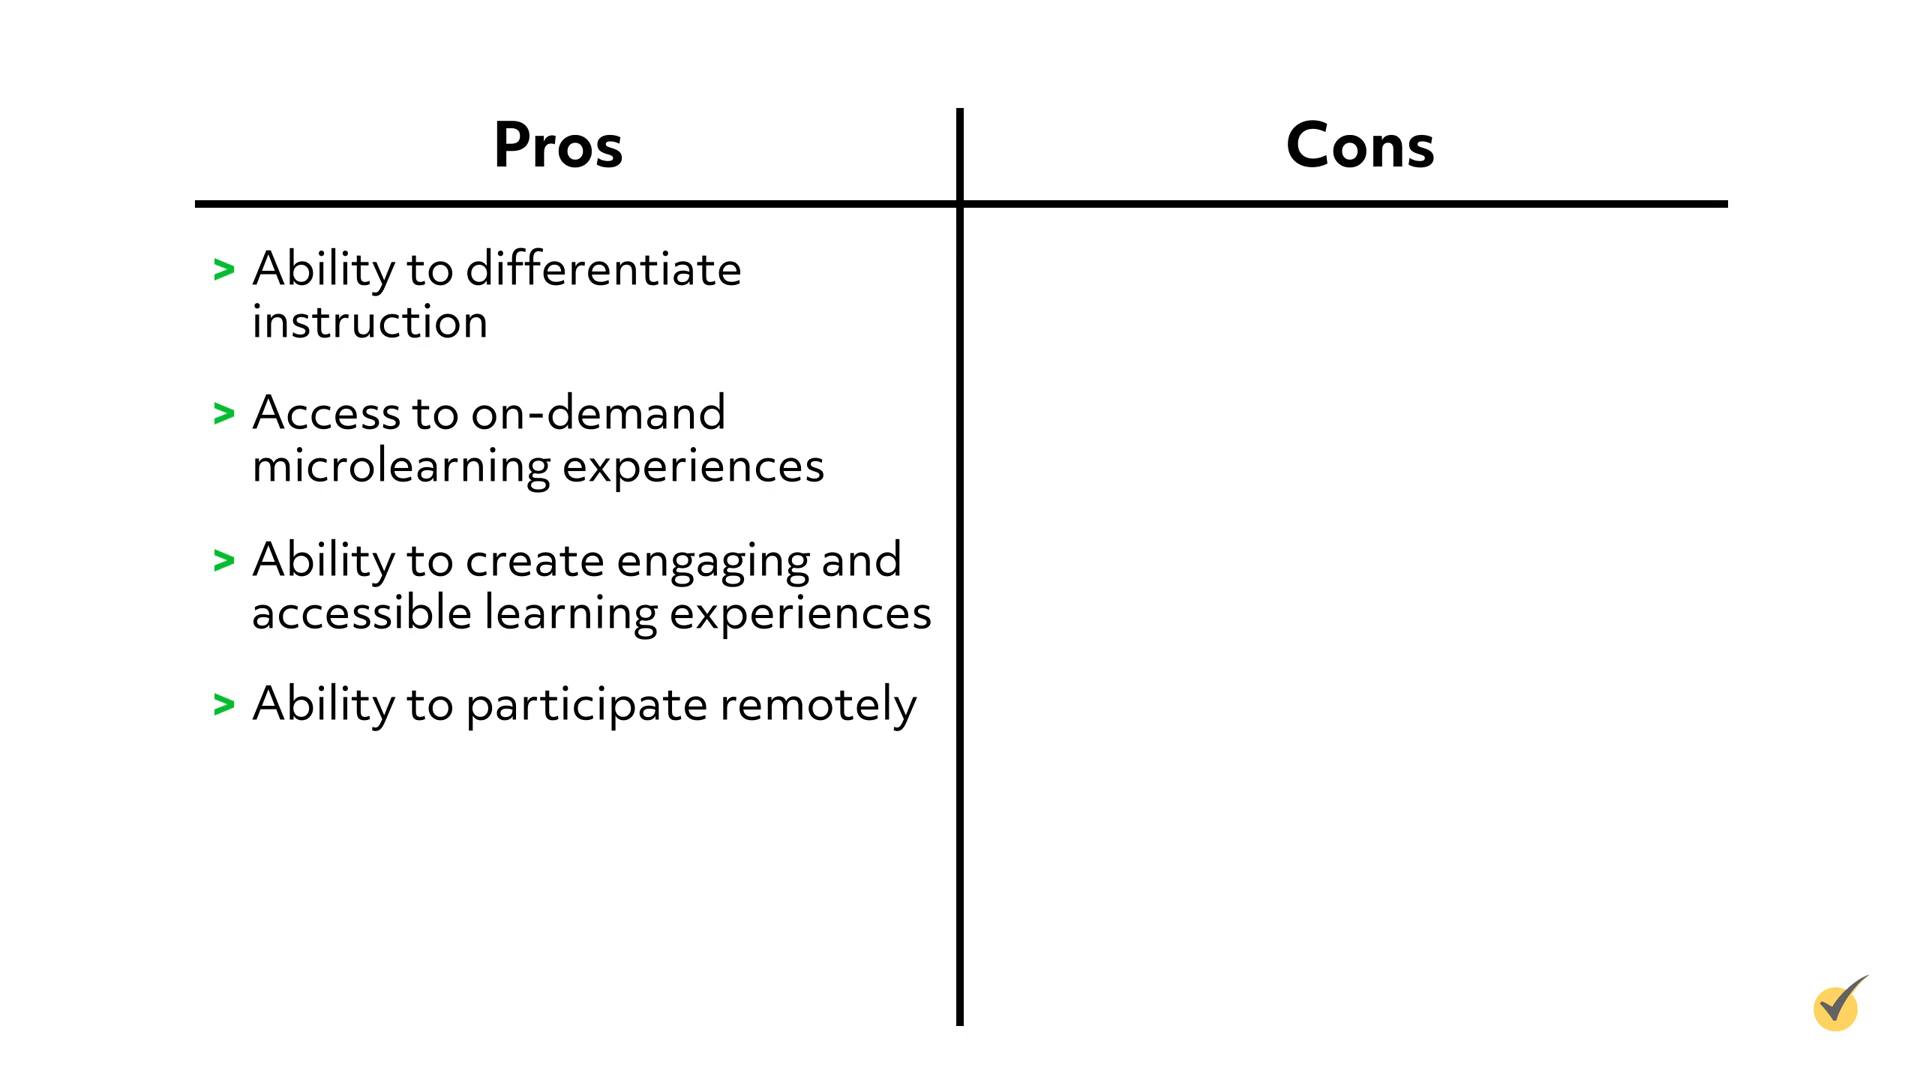 Pros
Cons
> Ability to differentiate
instruction
> Access to on-demand
microlearning experiences
> Ability to create engaging and
accessible learning experiences
> Ability to participate remotely